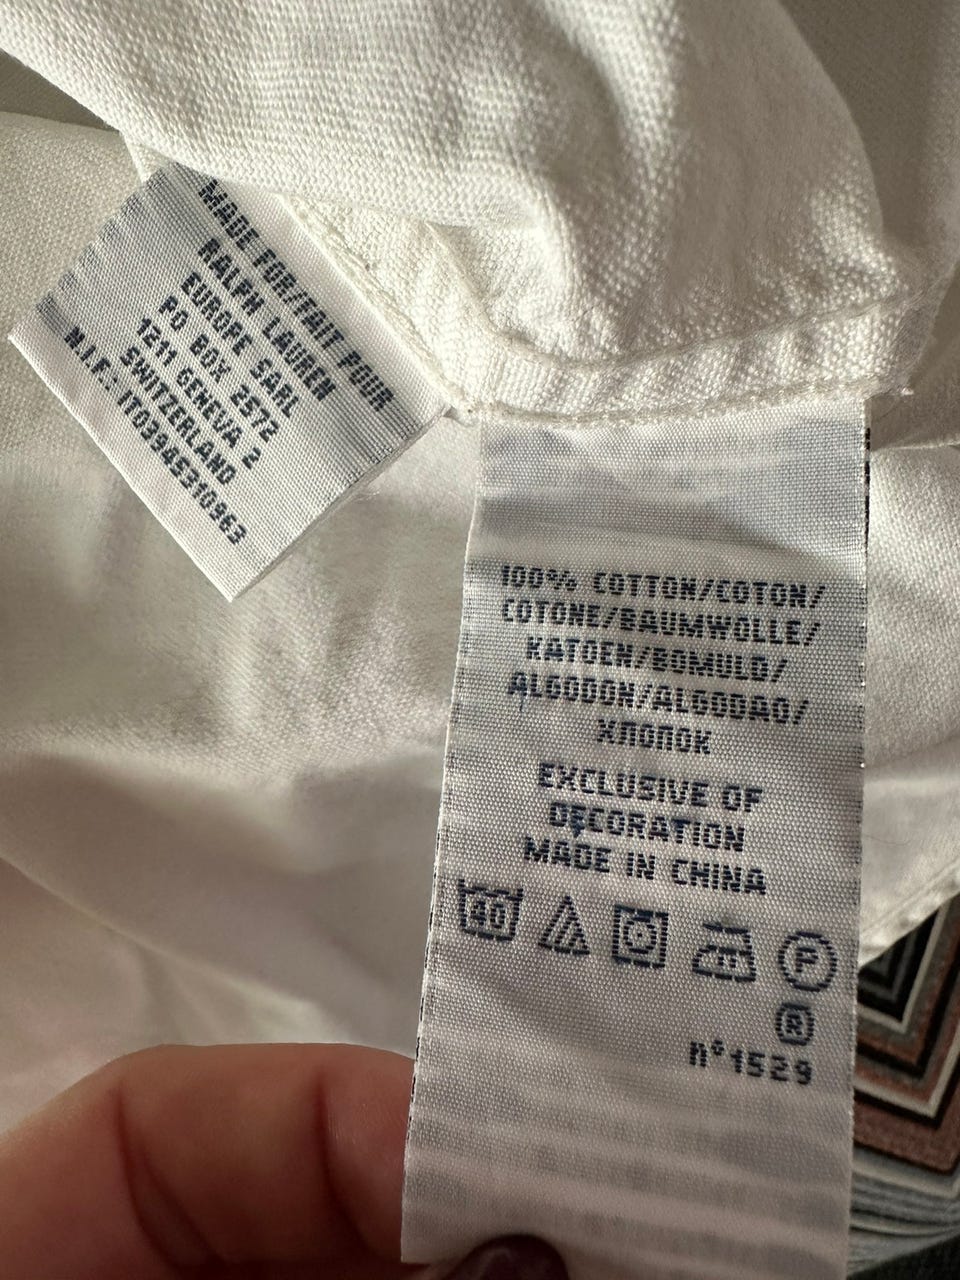 MADE FOR/FAIT POUR
RALPH LAUREN
EUROPE SARL
PO BOX 2572
1211 GENEVA 2
SWITZERLAND
N.I.F.: IT03945310963
100% COTTON/COTON/
COTONE/BAUMWOLLE/
KATOEN/BOMULD/
ALGODON/ALGODAO/
ХЛОПОК
EXCLUSIVE OF
DECORATION
MADE IN CHINA
40
P
R
n°1529